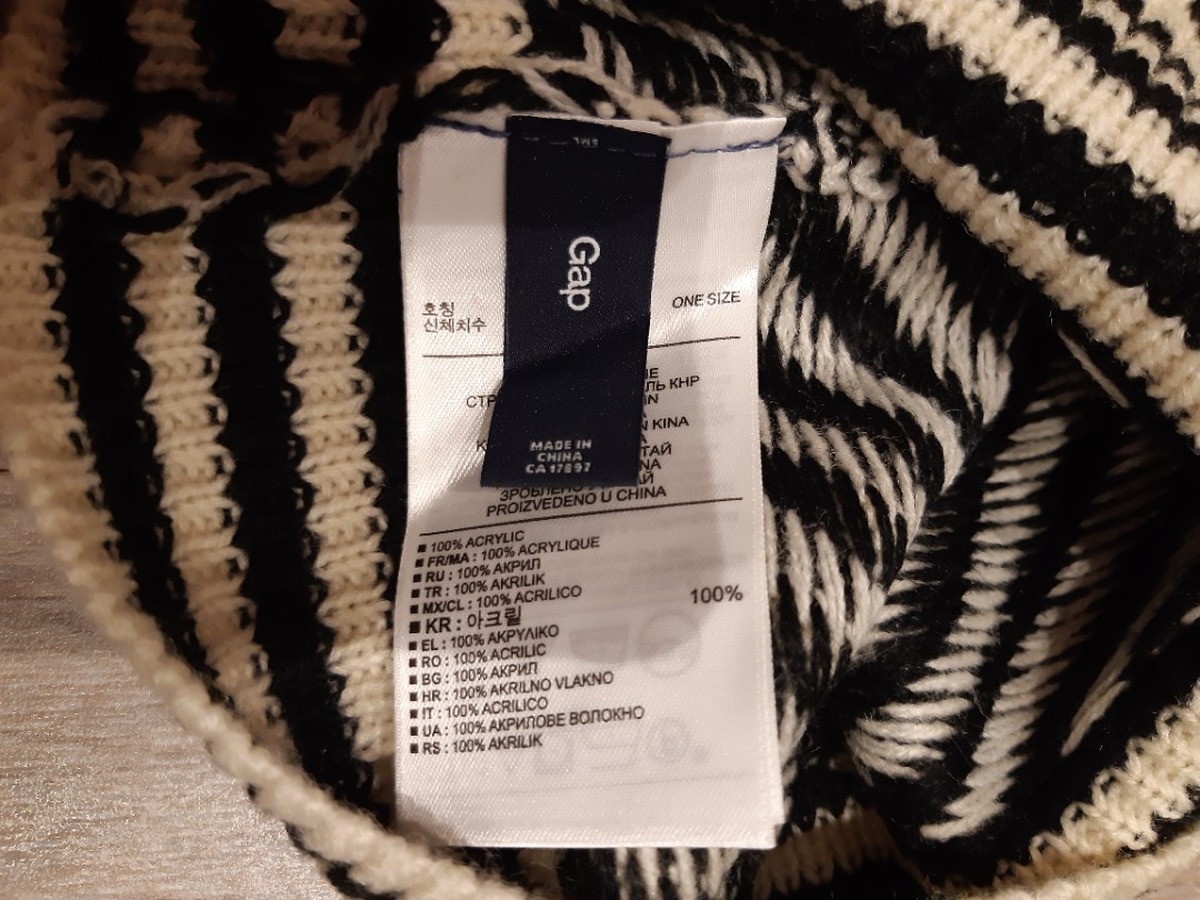 Gap
MADE IN
CHINA
CA 17897
호칭
신체치수
ONE SIZE
КНР
KINA
PROIZVEDENO U CHINA
■ 100% ACRYLIC
■ FR/MA : 100% ACRYLIQUE
■ RU : 100% АКРИЛ
■ TR : 100% AKRILIK
■ MX/CL : 100% ACRILICO
■ KR : 아크릴 100%
■ EL : 100% ΑΚΡΥΛΙΚΟ
■ RO : 100% ACRILIC
■ BG : 100% АКРИЛ
■ HR : 100% AKRILNO VLAKNO
■ IT : 100% ACRILICO
■ UA : 100% АКРИЛОВЕ ВОЛОКНО
■ RS : 100% AKRILIK